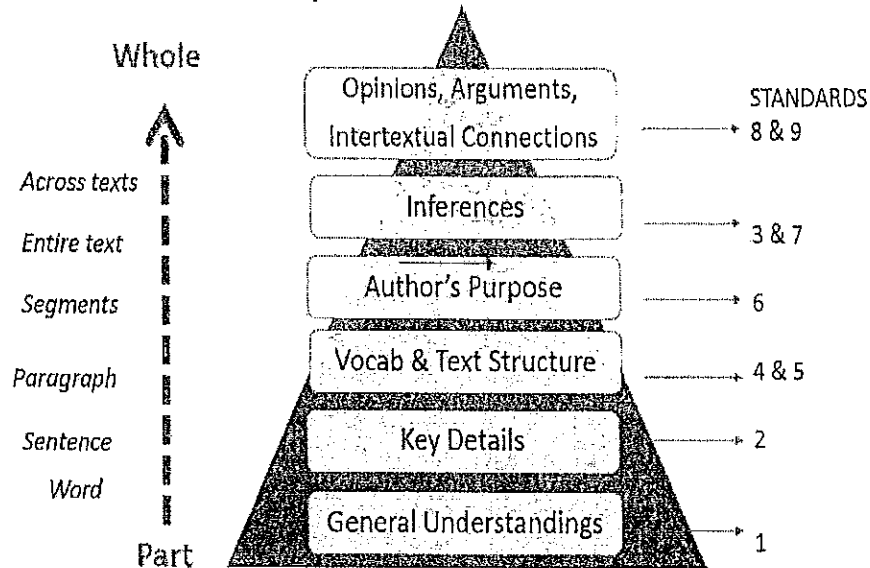 Whole
Opinions, Arguments,
Intertextual Connections
STANDARDS
8 & 9
Across texts
Inferences
3 & 7
Entire text
Author's Purpose
6
Segments
Vocab & Text Structure
4 & 5
Paragraph
Key Details
2
Sentence
Word
General Understandings
1
Part